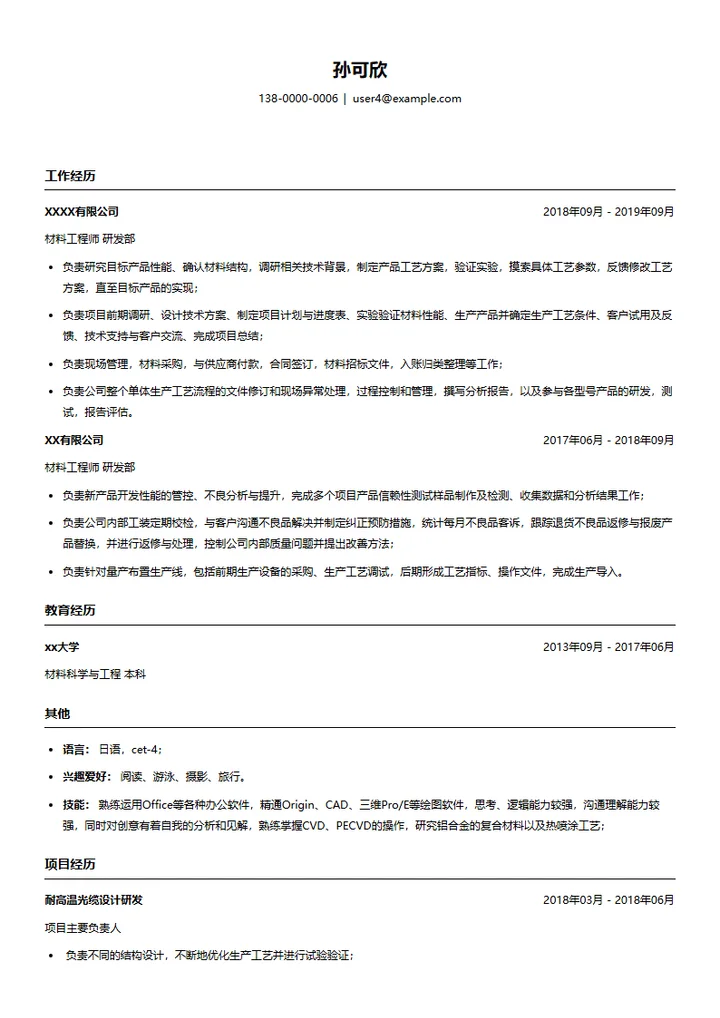 孙可欣
138-0000-0006 | user4@example.com
工作经历
XXXX有限公司 2018年09月 - 2019年09月
材料工程师 研发部
• 负责研究目标产品性能、确认材料结构，调研相关技术背景，制定产品工艺方案，验证实验，摸索具体工艺参数，反馈修改工艺
方案，直至目标产品的实现；
• 负责项目前期调研、设计技术方案、制定项目计划与进度表、实验验证材料性能、生产产品并确定生产工艺条件、客户试用及反
馈、技术支持与客户交流、完成项目总结；
• 负责现场管理，材料采购，与供应商付款，合同签订，材料招标文件，入账归类整理等工作；
• 负责公司整个单体生产工艺流程的文件修订和现场异常处理，过程控制和管理，撰写分析报告，以及参与各型号产品的研发，测
试，报告评估。
XX有限公司 2017年06月 - 2018年09月
材料工程师 研发部
• 负责新产品开发性能的管控、不良分析与提升，完成多个项目产品信赖性测试样品制作及检测、收集数据和分析结果工作；
• 负责公司内部工装定期校检，与客户沟通不良品解决并制定纠正预防措施，统计每月不良品客诉，跟踪退货不良品返修与报废产
品替换，并进行返修与处理，控制公司内部质量问题并提出改善方法；
• 负责针对量产布置生产线，包括前期生产设备的采购、生产工艺调试，后期形成工艺指标、操作文件，完成生产导入。
教育经历
xx大学 2013年09月 - 2017年06月
材料科学与工程 本科
其他
• 语言： 日语，cet-4；
• 兴趣爱好： 阅读、游泳、摄影、旅行。
• 技能： 熟练运用Office等各种办公软件，精通Origin、CAD、三维Pro/E等绘图软件，思考、逻辑能力较强，沟通理解能力较
强，同时对创意有着自我的分析和见解，熟练掌握CVD、PECVD的操作，研究铝合金的复合材料以及热喷涂工艺；
项目经历
耐高温光缆设计研发 2018年03月 - 2018年06月
项目主要负责人
• 负责不同的结构设计，不断地优化生产工艺并进行试验验证；